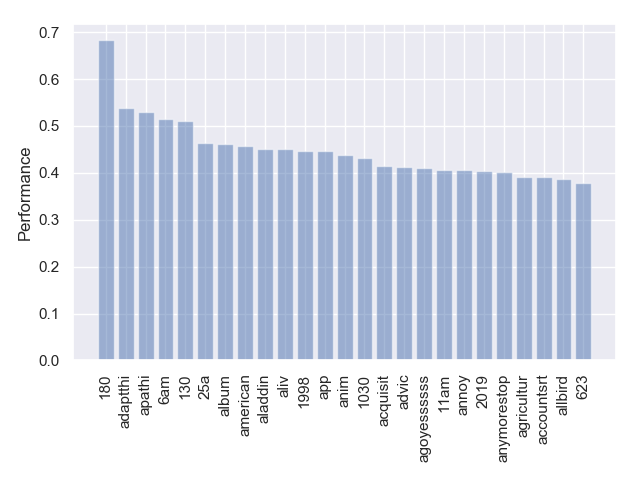 0.7
0.6
0.5
0.4
0.3
0.2
0.1
0.0
Performance
180
adaptthi
apathi
6am
130
25a
album
american
aladdin
aliv
1998
app
anim
1030
acquisit
advic
agoyessssss
11am
annoy
2019
anymorestop
agricultur
accountsrt
allbird
623